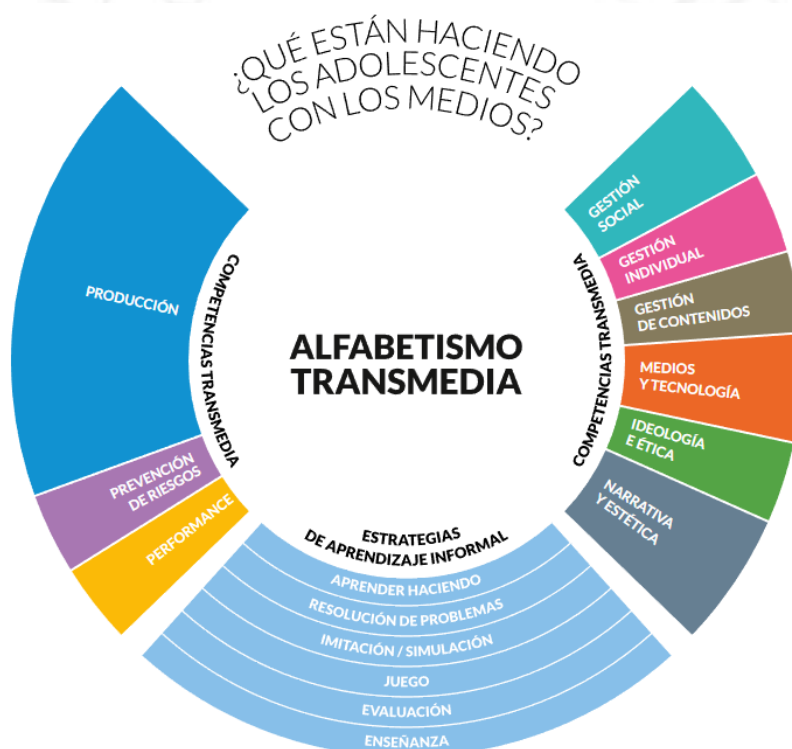 ¿QUÉ ESTÁN HACIENDO
LOS ADOLESCENTES
CON LOS MEDIOS?
GESTIÓN
SOCIAL
GESTIÓN
INDIVIDUAL
GESTIÓN
DE CONTENIDOS
MEDIOS
Y TECNOLOGÍA
IDEOLOGÍA
E ÉTICA
NARRATIVA
Y ESTÉTICA
COMPETENCIAS TRANSMEDIA
ALFABETISMO
TRANSMEDIA
COMPETENCIAS TRANSMEDIA
PRODUCCIÓN
PREVENCIÓN
DE RIESGOS
PERFORMANCE
ESTRATEGIAS
DE APRENDIZAJE INFORMAL
APRENDER HACIENDO
RESOLUCIÓN DE PROBLEMAS
IMITACIÓN / SIMULACIÓN
JUEGO
EVALUACIÓN
ENSEÑANZA